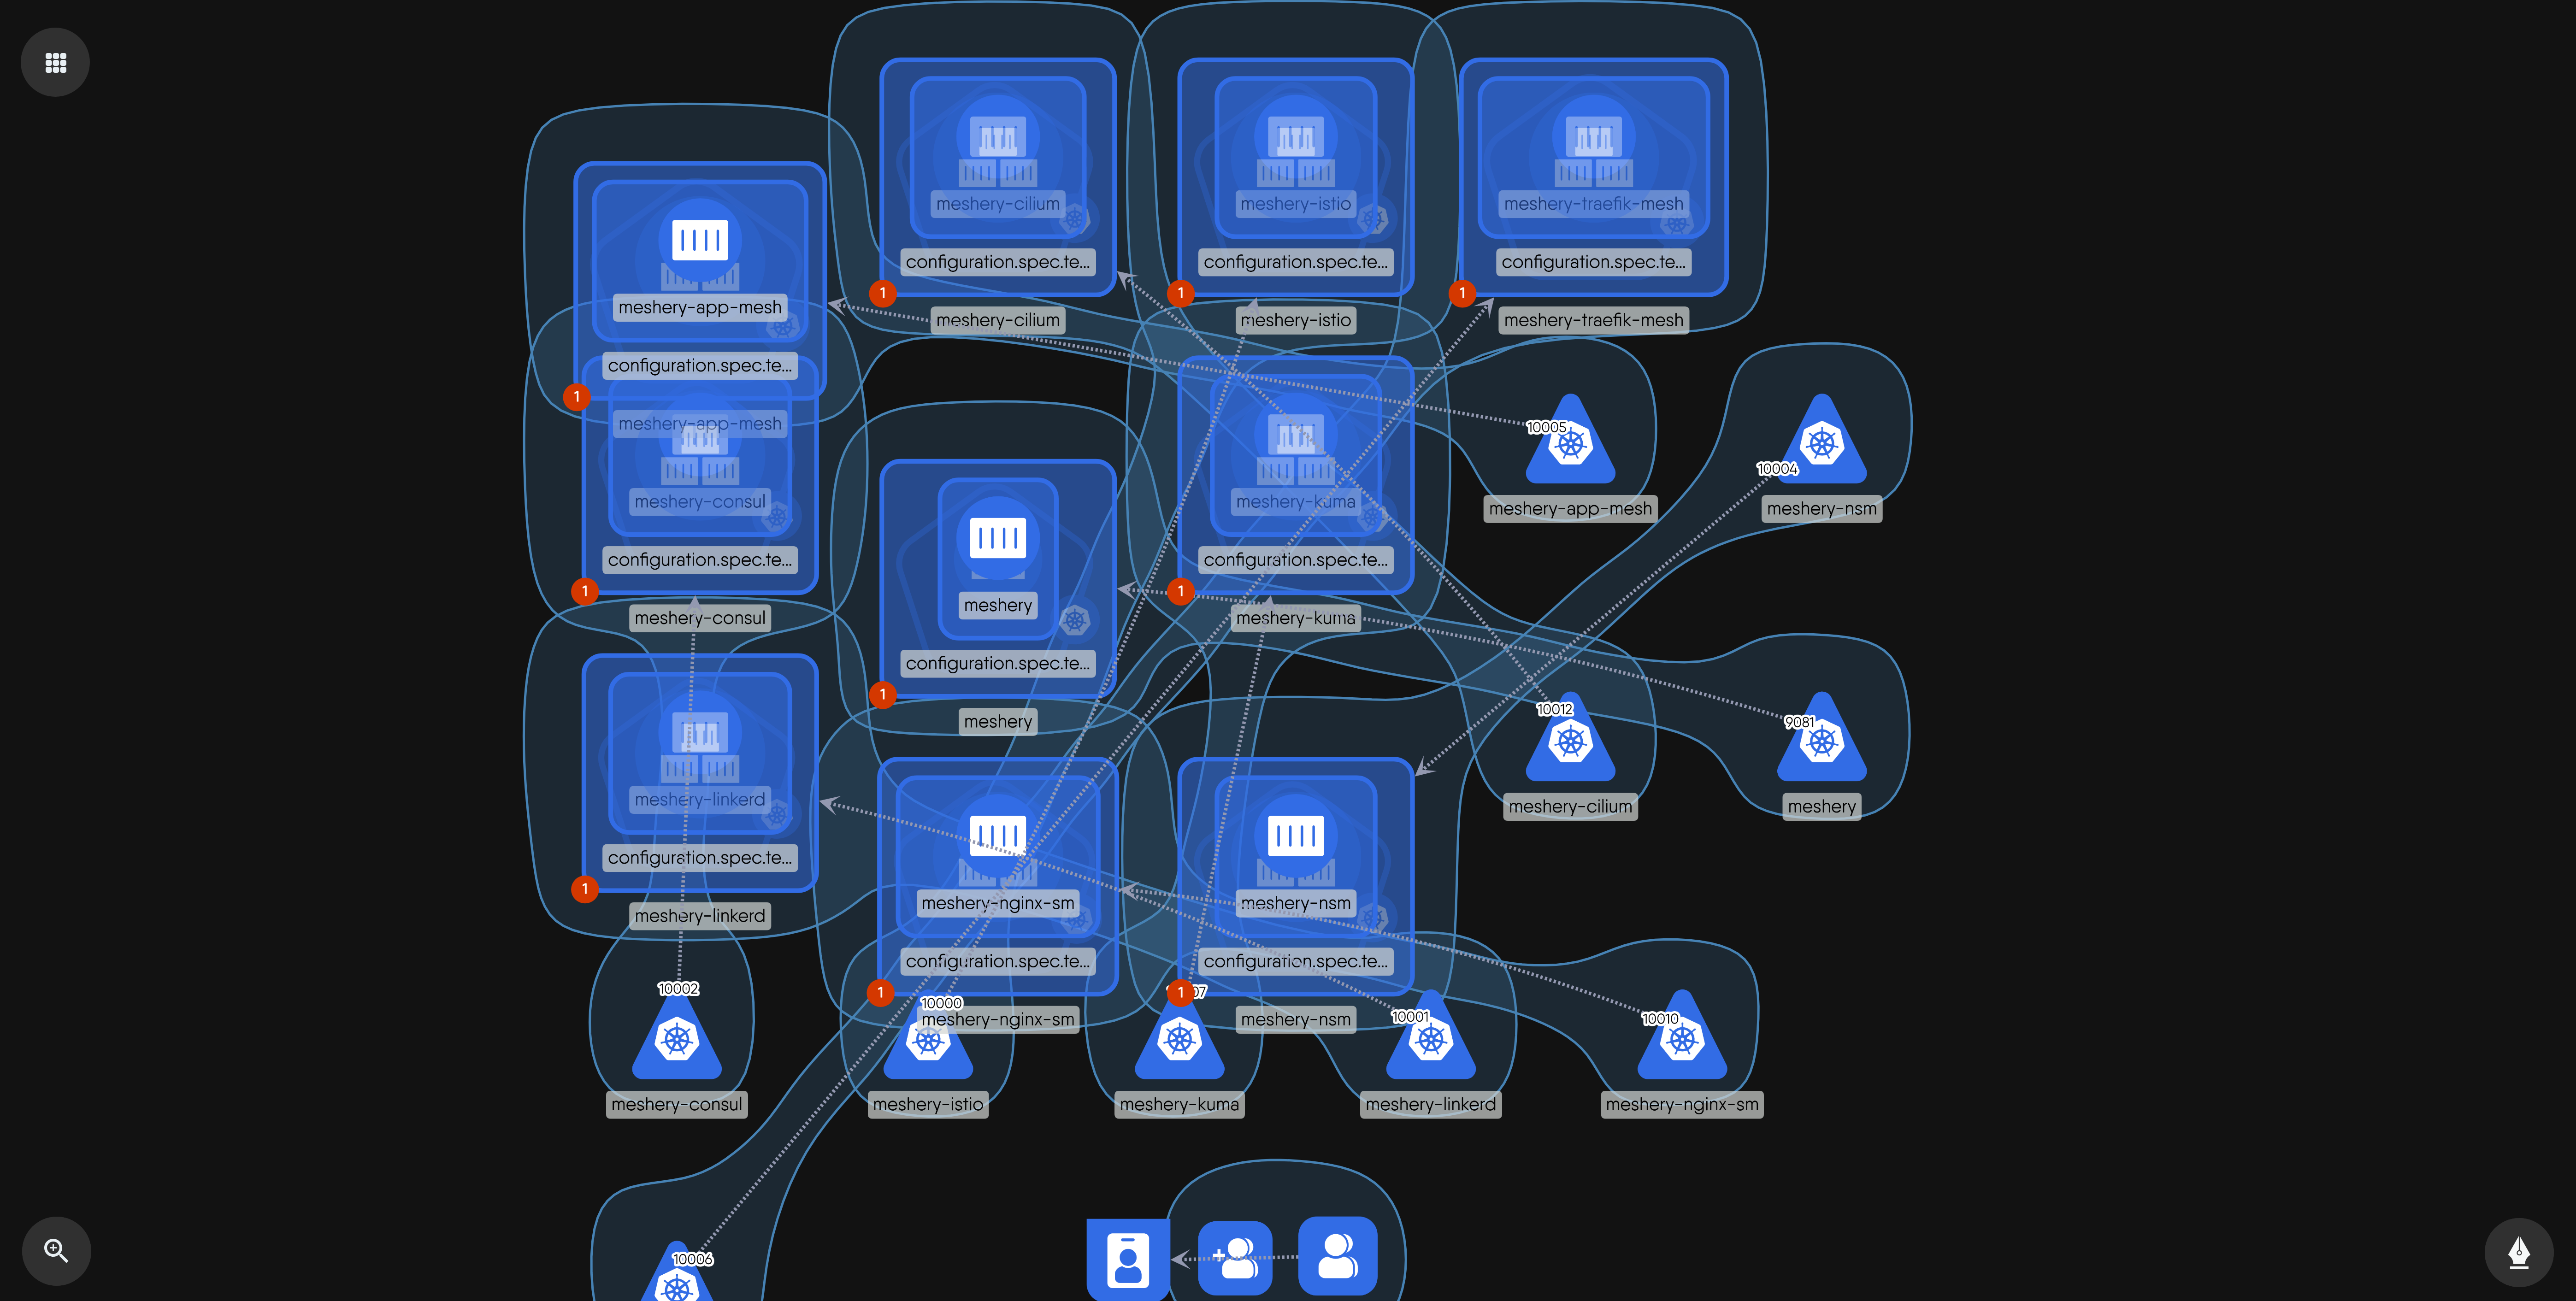 meshery-cilium
configuration.spec.te...
1
meshery-cilium
meshery-istio
configuration.spec.te...
1
meshery-istio
meshery-traefik-mesh
configuration.spec.te...
1
meshery-traefik-mesh
meshery-app-mesh
configuration.spec.te...
1
meshery-app-mesh
meshery-consul
configuration.spec.te...
1
meshery-consul
meshery
configuration.spec.te...
1
meshery
meshery-kuma
configuration.spec.te...
1
meshery-kuma
10005
meshery-app-mesh
10004
meshery-nsm
meshery-linkerd
configuration.spec.te...
1
meshery-linkerd
meshery-nginx-sm
configuration.spec.te...
1
meshery-nginx-sm
meshery-nsm
configuration.spec.te...
1
meshery-nsm
10012
meshery-cilium
9081
meshery
10002
meshery-consul
10000
meshery-istio
meshery-kuma
10001
meshery-linkerd
10010
meshery-nginx-sm
10006